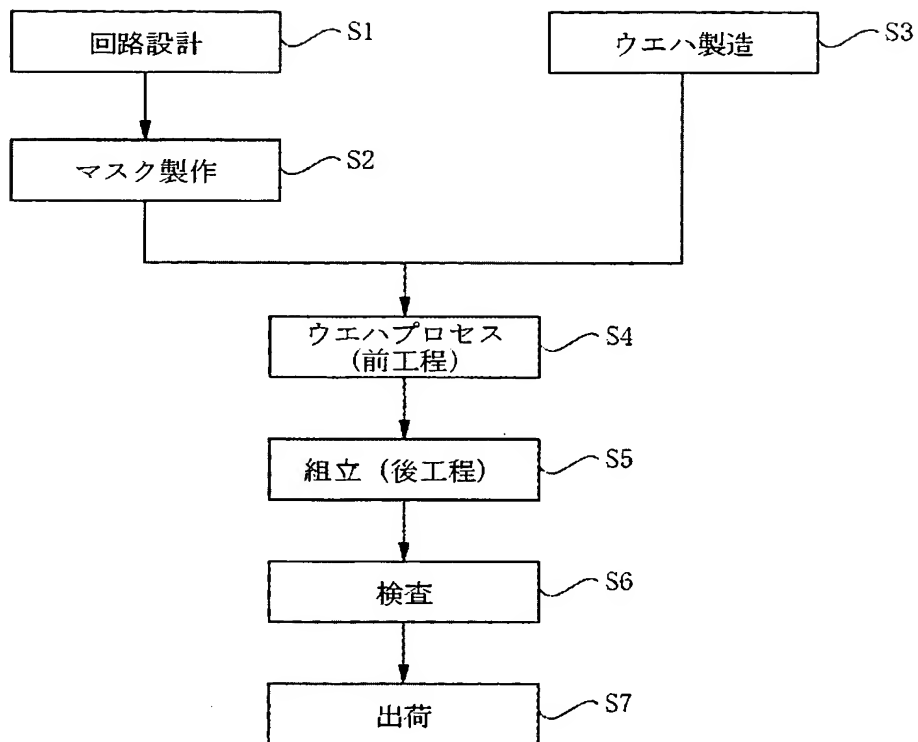 回路設計
S1
マスク製作
S2
ウエハ製造
S3
ウエハプロセス
(前工程)
S4
組立（後工程）
S5
検査
S6
出荷
S7